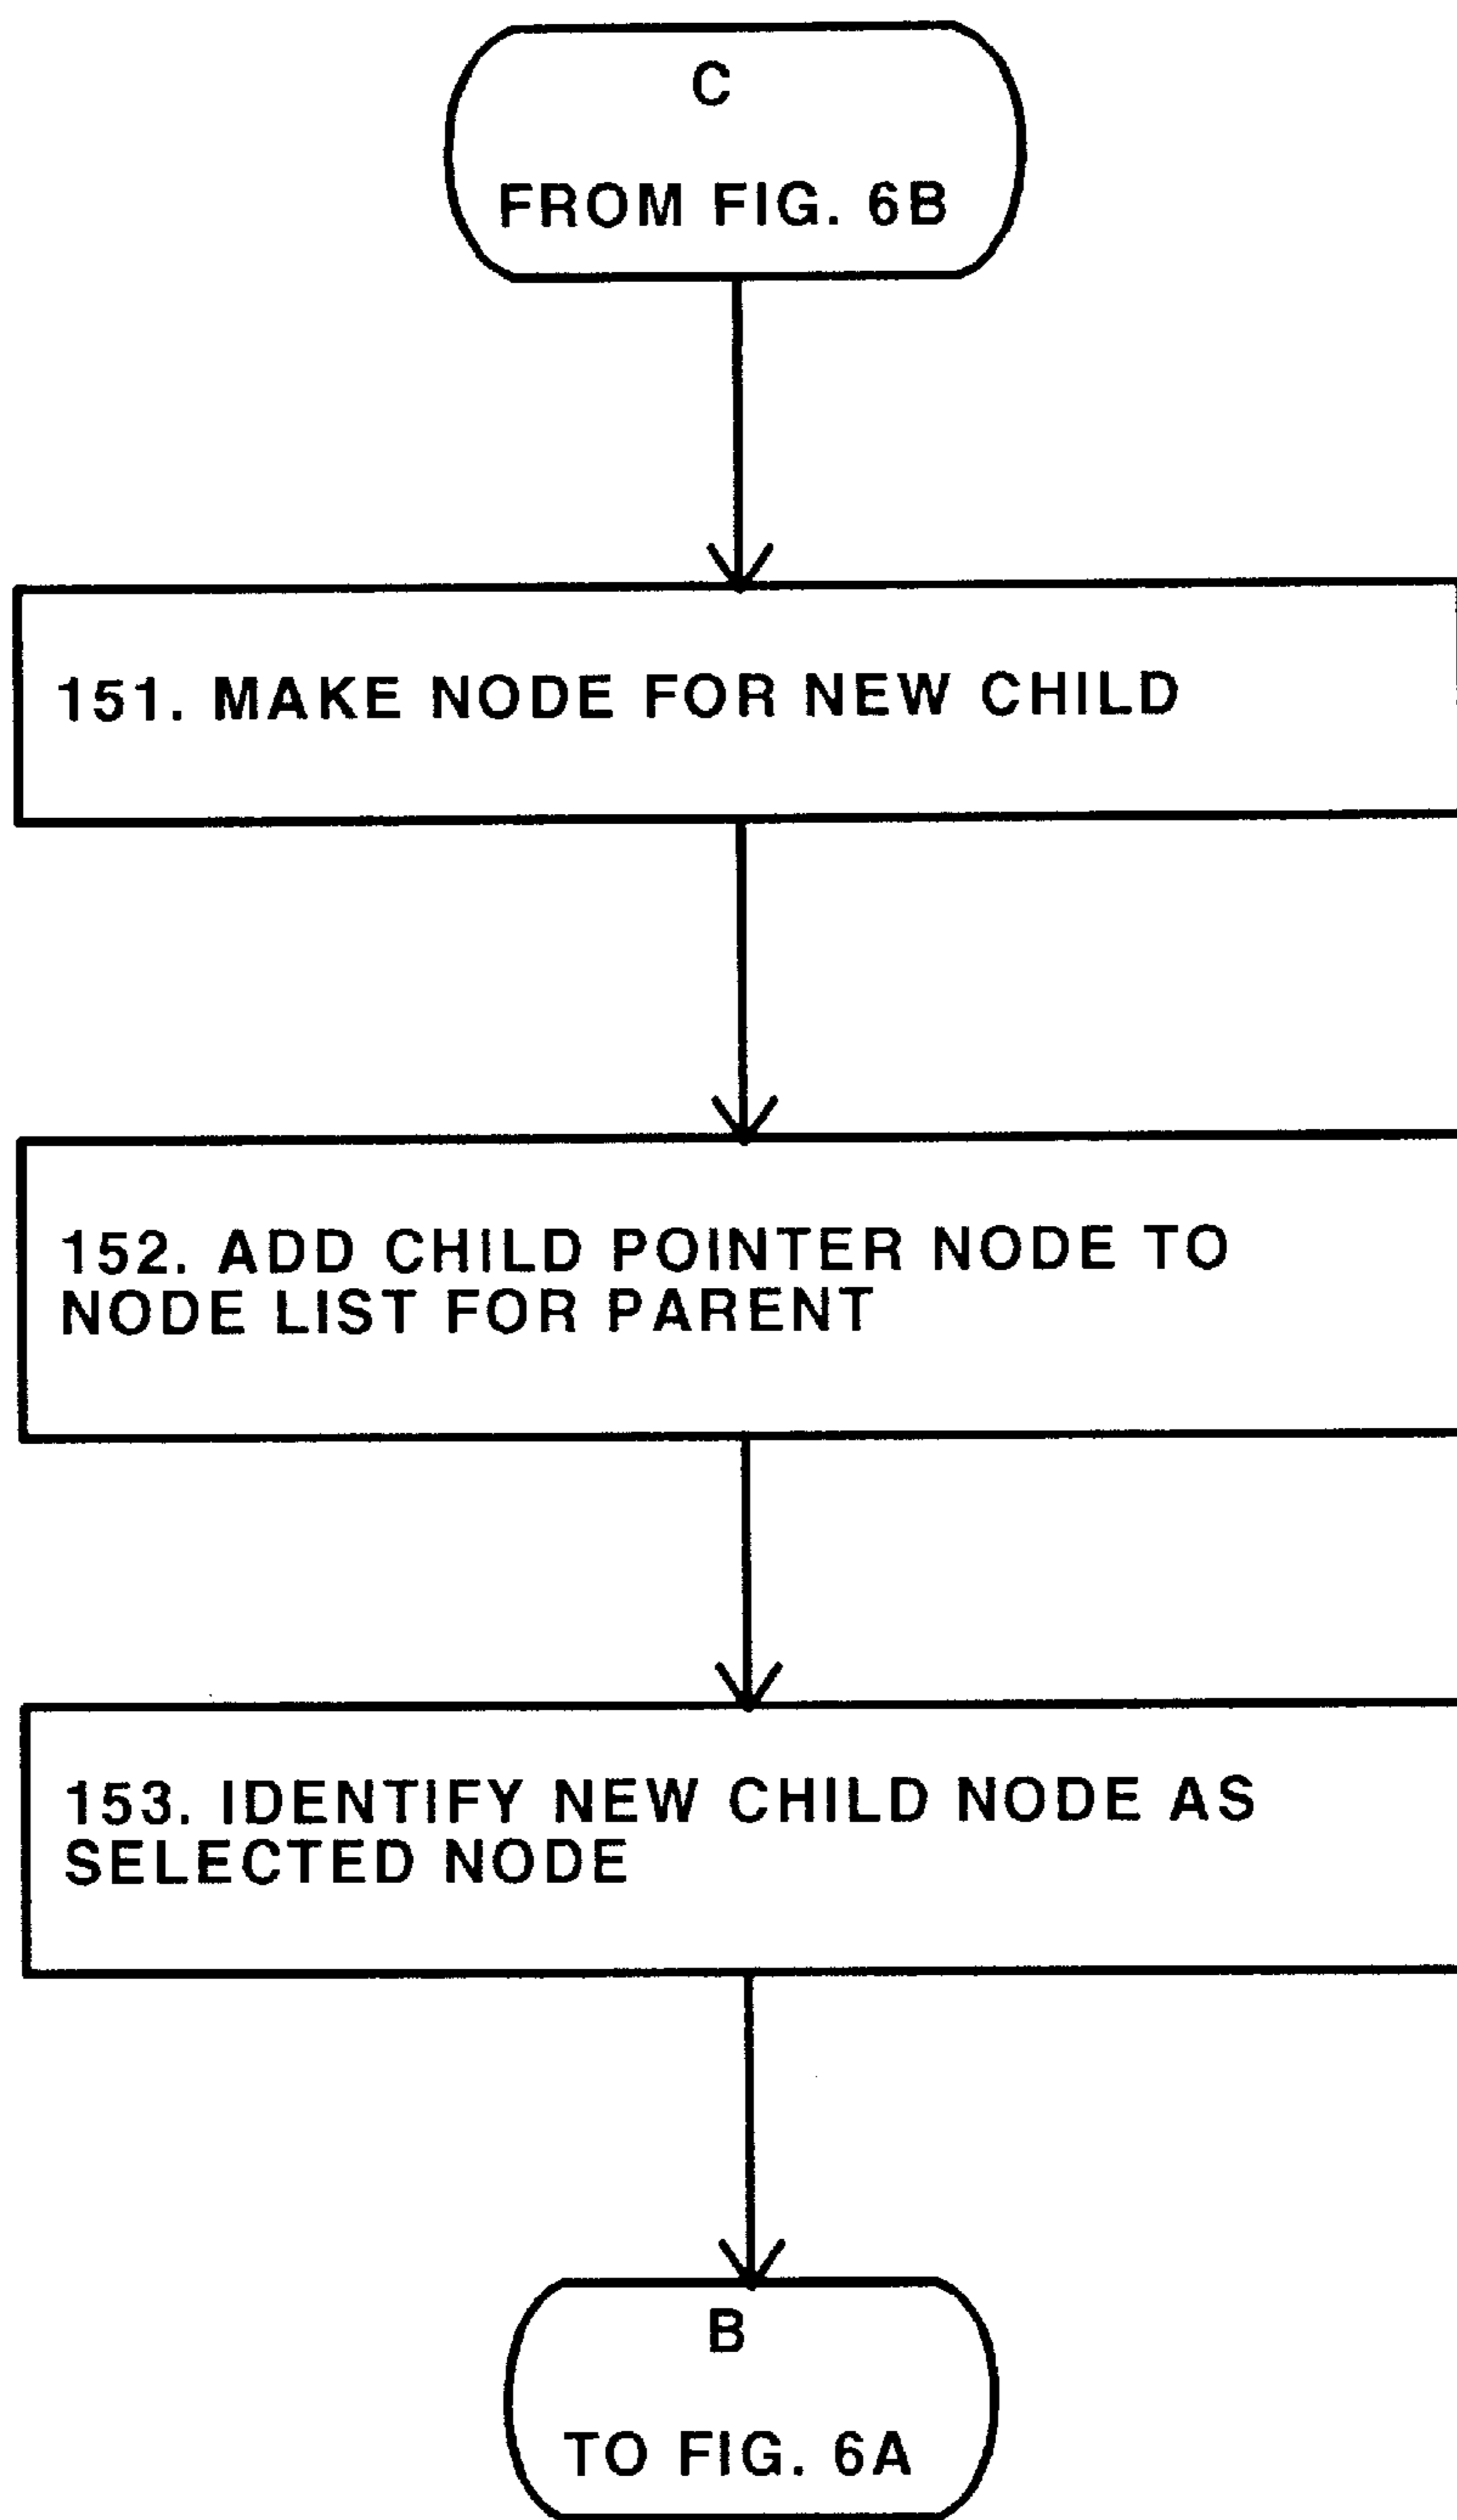 C
FROM FIG. 6B
151. MAKE NODE FOR NEW CHILD
152. ADD CHILD POINTER NODE TO
NODE LIST FOR PARENT
153. IDENTIFY NEW CHILD NODE AS
SELECTED NODE
B
TO FIG. 6A